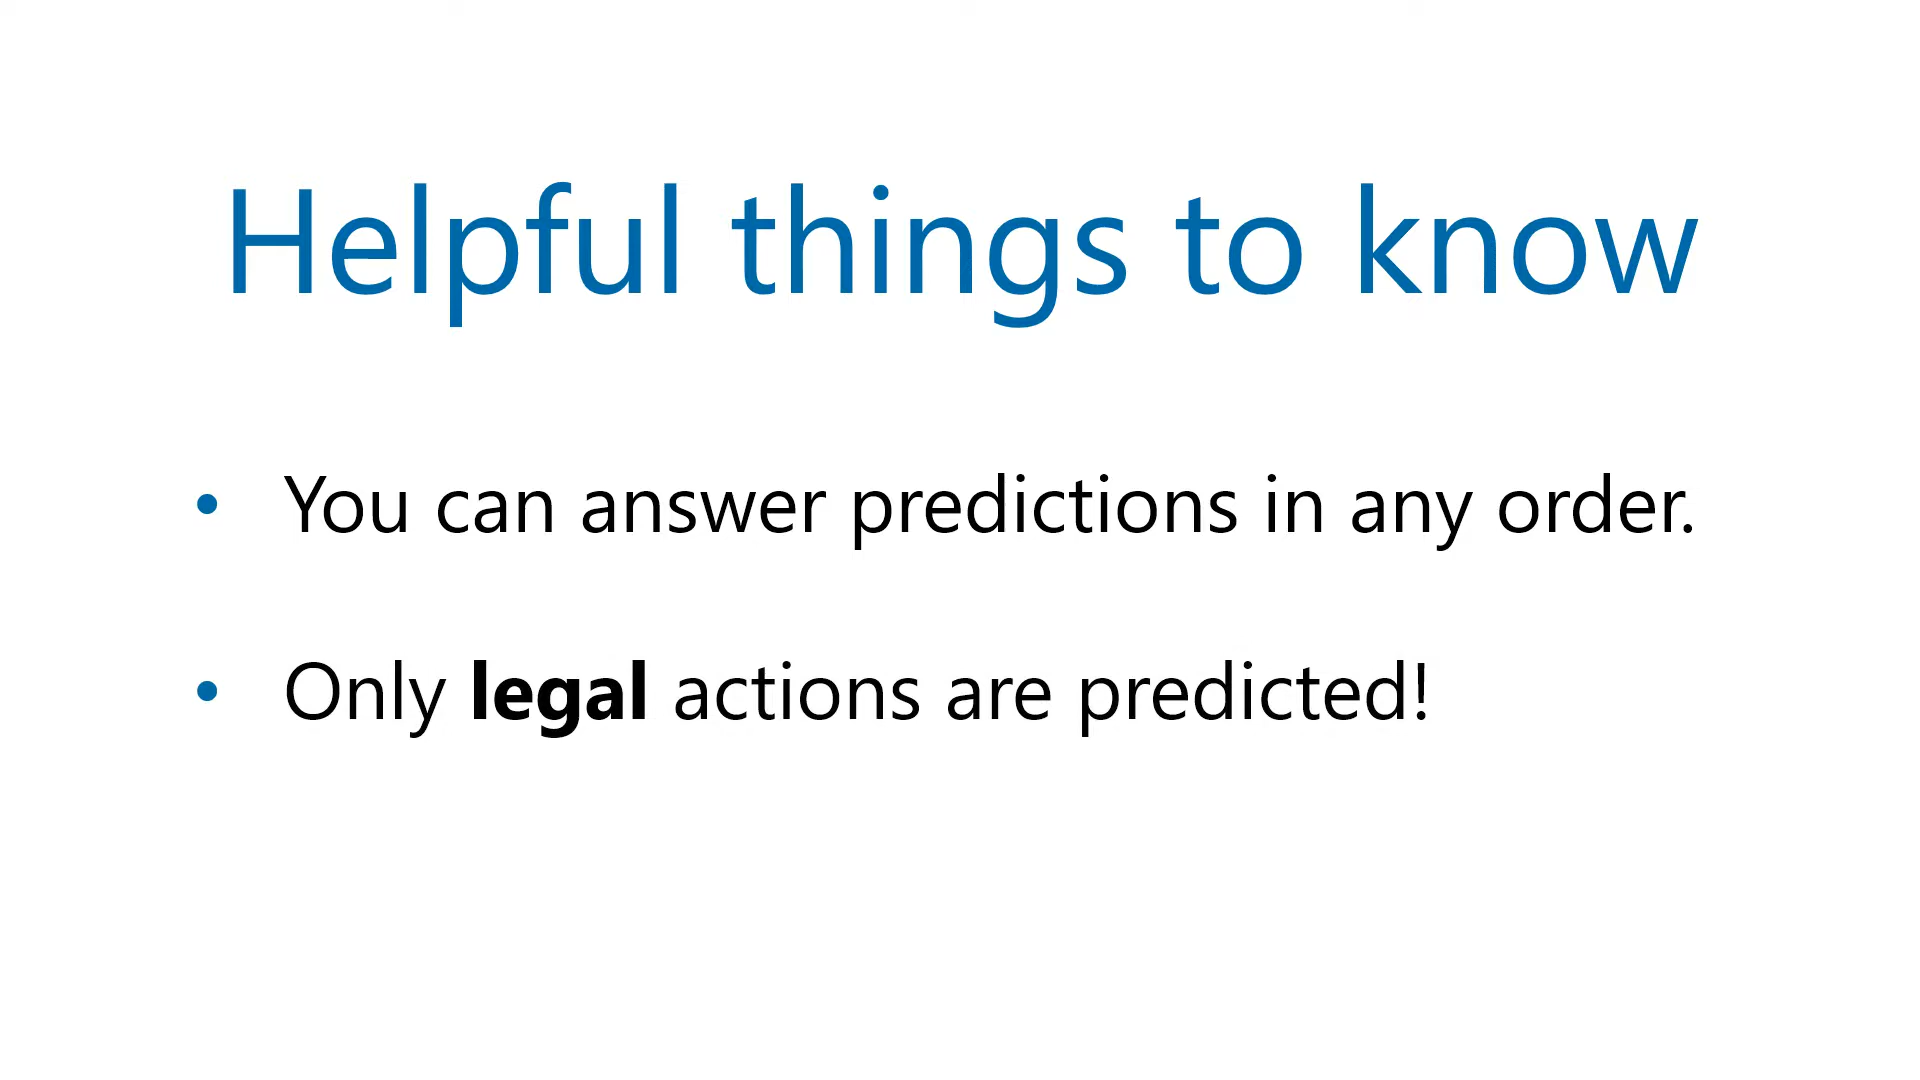 Helpful things to know
• You can answer predictions in any order.
• Only legal actions are predicted!